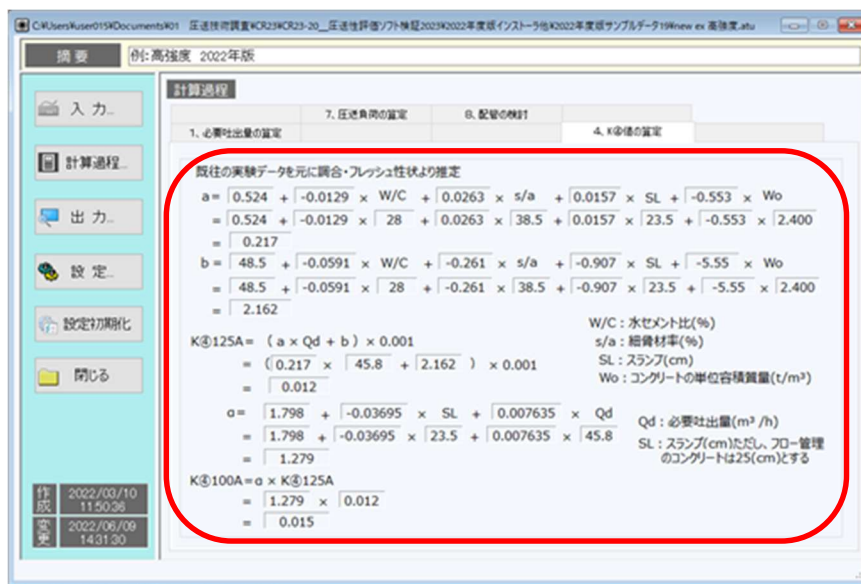 C:¥Users¥user015¥Documents¥01 圧送技術調査¥CR23¥CR23-20__圧送性評価ソフト検証2023¥2022年度版インストーラ他¥2022年度版サンプルデータ19¥new ex 高強度.atu
摘 要 例:高強度 2022年版
計算過程
7、圧送負荷の算定 8、配管の検討
1、必要吐出量の算定 4、K④値の算定
入 力...
計算過程...
出 力...
設 定...
設定初期化
閉じる
作成 2022/03/10 11:50:36
変更 2022/06/09 14:31:30
既往の実験データを元に調合・フレッシュ性状より推定
a= 0.524 + -0.0129 × W/C + 0.0263 × s/a + 0.0157 × SL + -0.553 × Wo
= 0.524 + -0.0129 × 28 + 0.0263 × 38.5 + 0.0157 × 23.5 + -0.553 × 2.400
= 0.217
b= 48.5 + -0.0591 × W/C + -0.261 × s/a + -0.907 × SL + -5.55 × Wo
= 48.5 + -0.0591 × 28 + -0.261 × 38.5 + -0.907 × 23.5 + -5.55 × 2.400
= 2.162
W/C:水セメント比(%)
s/a:細骨材率(%)
SL:スランプ(cm)
Wo:コンクリートの単位容積質量(t/m³)
K④125A= (a × Qd + b) × 0.001
= (0.217 × 45.8 + 2.162 ) × 0.001
= 0.012
α= 1.798 + -0.03695 × SL + 0.007635 × Qd
= 1.798 + -0.03695 × 23.5 + 0.007635 × 45.8
= 1.279
Qd:必要吐出量(m³ /h)
SL:スランプ(cm)ただし、フロー管理
のコンクリートは25(cm)とする
K④100A=α × K④125A
= 1.279 × 0.012
= 0.015